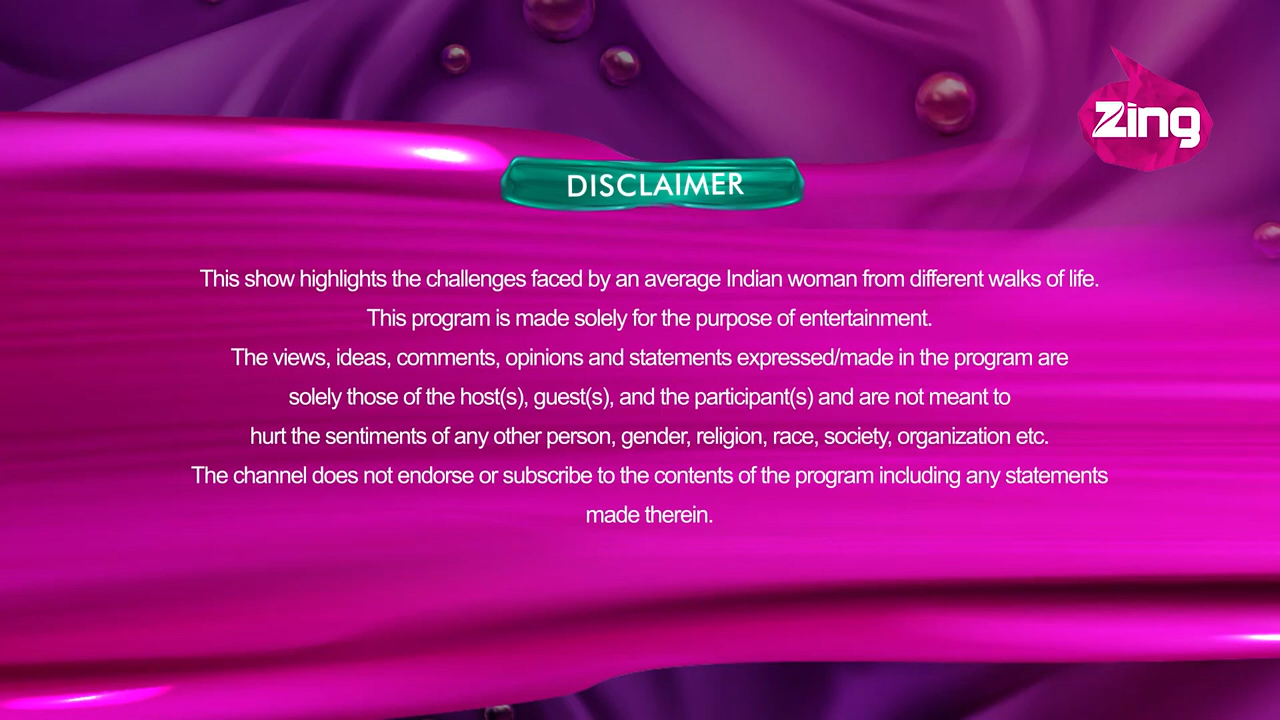 Zing
DISCLAIMER
This show highlights the challenges faced by an average Indian woman from different walks of life.
This program is made solely for the purpose of entertainment.
The views, ideas, comments, opinions and statements expressed/made in the program are
solely those of the host(s), guest(s), and the participant(s) and are not meant to
hurt the sentiments of any other person, gender, religion, race, society, organization etc.
The channel does not endorse or subscribe to the contents of the program including any statements
made therein.